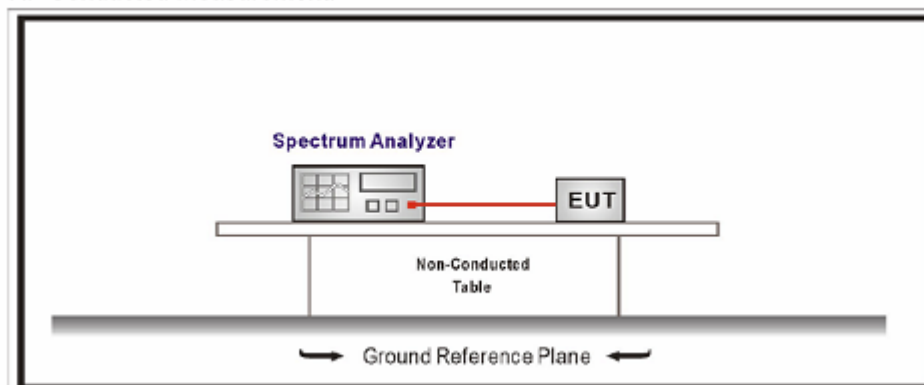 Spectrum Analyzer
EUT
Non-Conducted
Table
Ground Reference Plane